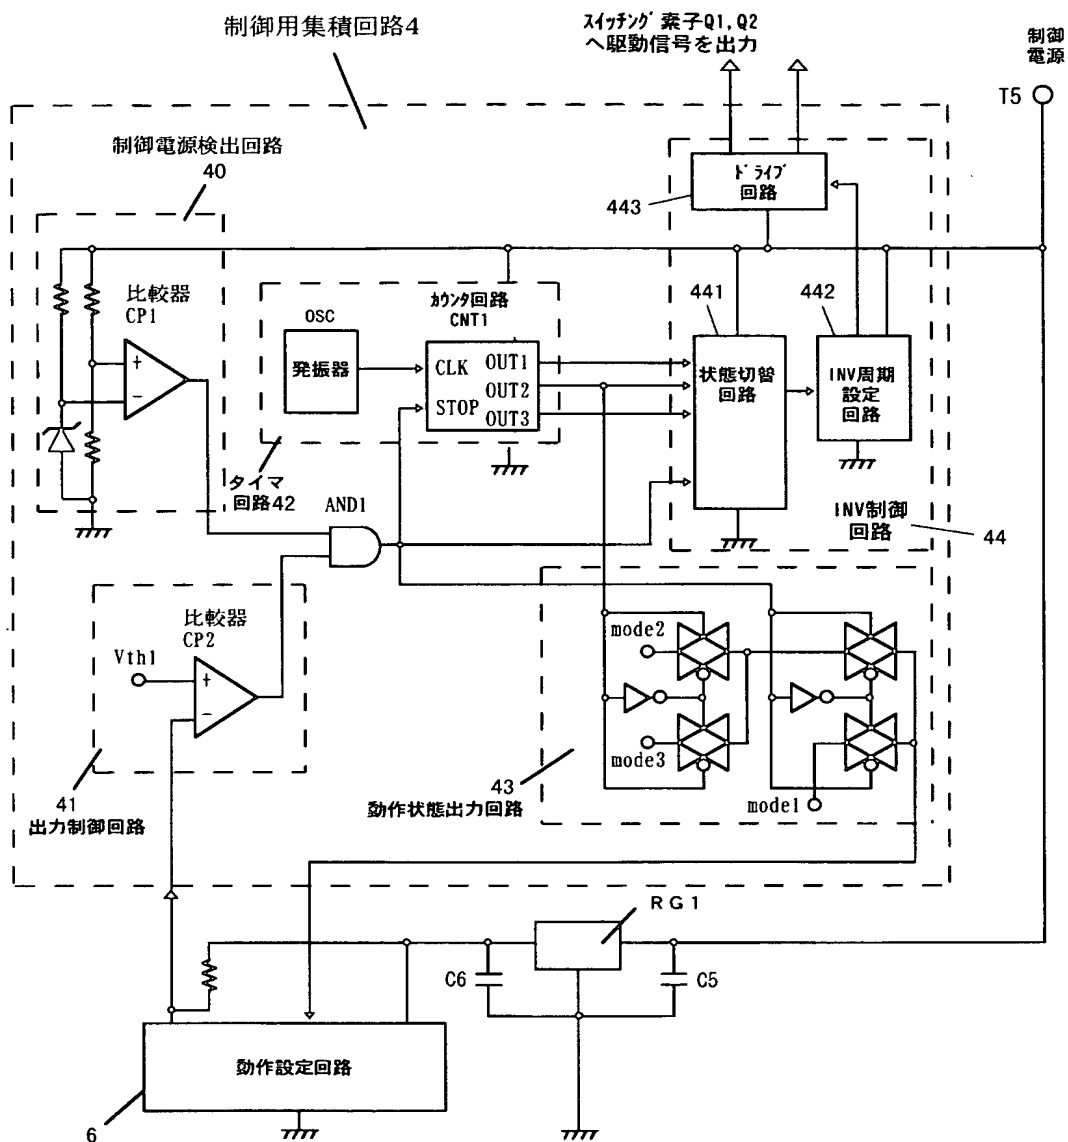 制御用集積回路4
スイッチング素子Q1,Q2
へ駆動信号を出力
制御
電源
T5
制御電源検出回路
40
ドライブ
回路
443
比較器
CP1
+
−
OSC
発振器
カウンタ回路
CNT1
CLK
STOP
OUT1
OUT2
OUT3
441
442
状態切替
回路
INV周期
設定
回路
タイマ
回路42
AND1
INV制御
回路
44
比較器
CP2
Vth1
+
−
mode2
mode3
mode1
41
出力制御回路
43
動作状態出力回路
RG1
C6
C5
動作設定回路
6